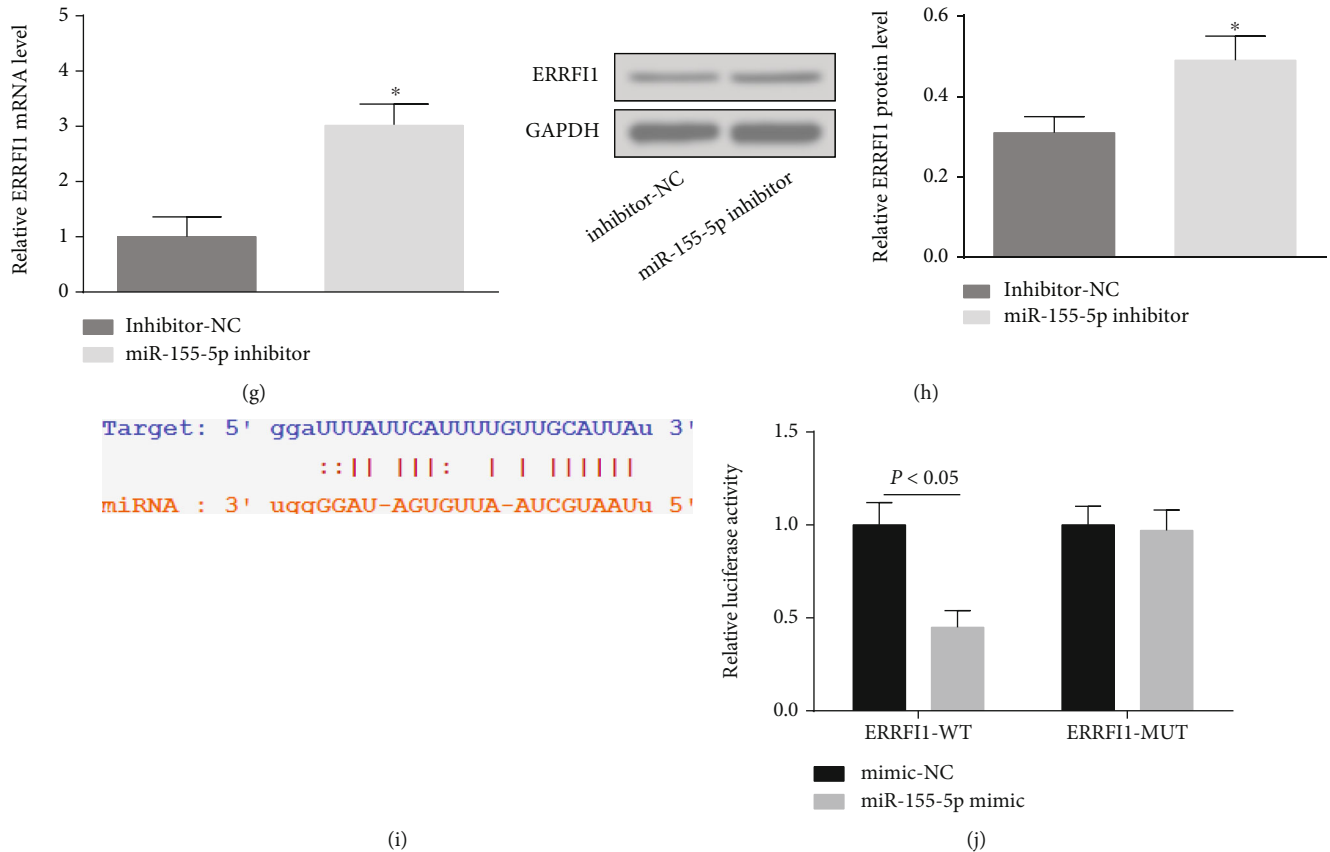 5
4
3
2
1
0
Relative ERRFI1 mRNA level
*
Inhibitor-NC
miR-155-5p inhibitor
(g)
ERRFI1
GAPDH
inhibitor-NC
miR-155-5p inhibitor
0.6
0.4
0.2
0.0
Relative ERRFI1 protein level
*
Inhibitor-NC
miR-155-5p inhibitor
(h)
Target: 5' ggaUUUAUUCAUUUUGUUGCAUUAu 3'
::|| |||: | | ||||||
miRNA : 3' uggGGAU-AGUGUUA-AUCGUAAUu 5'
(i)
1.5
1.0
0.5
0.0
Relative luciferase activity
P < 0.05
ERRFI1-WT
ERRFI1-MUT
mimic-NC
miR-155-5p mimic
(j)